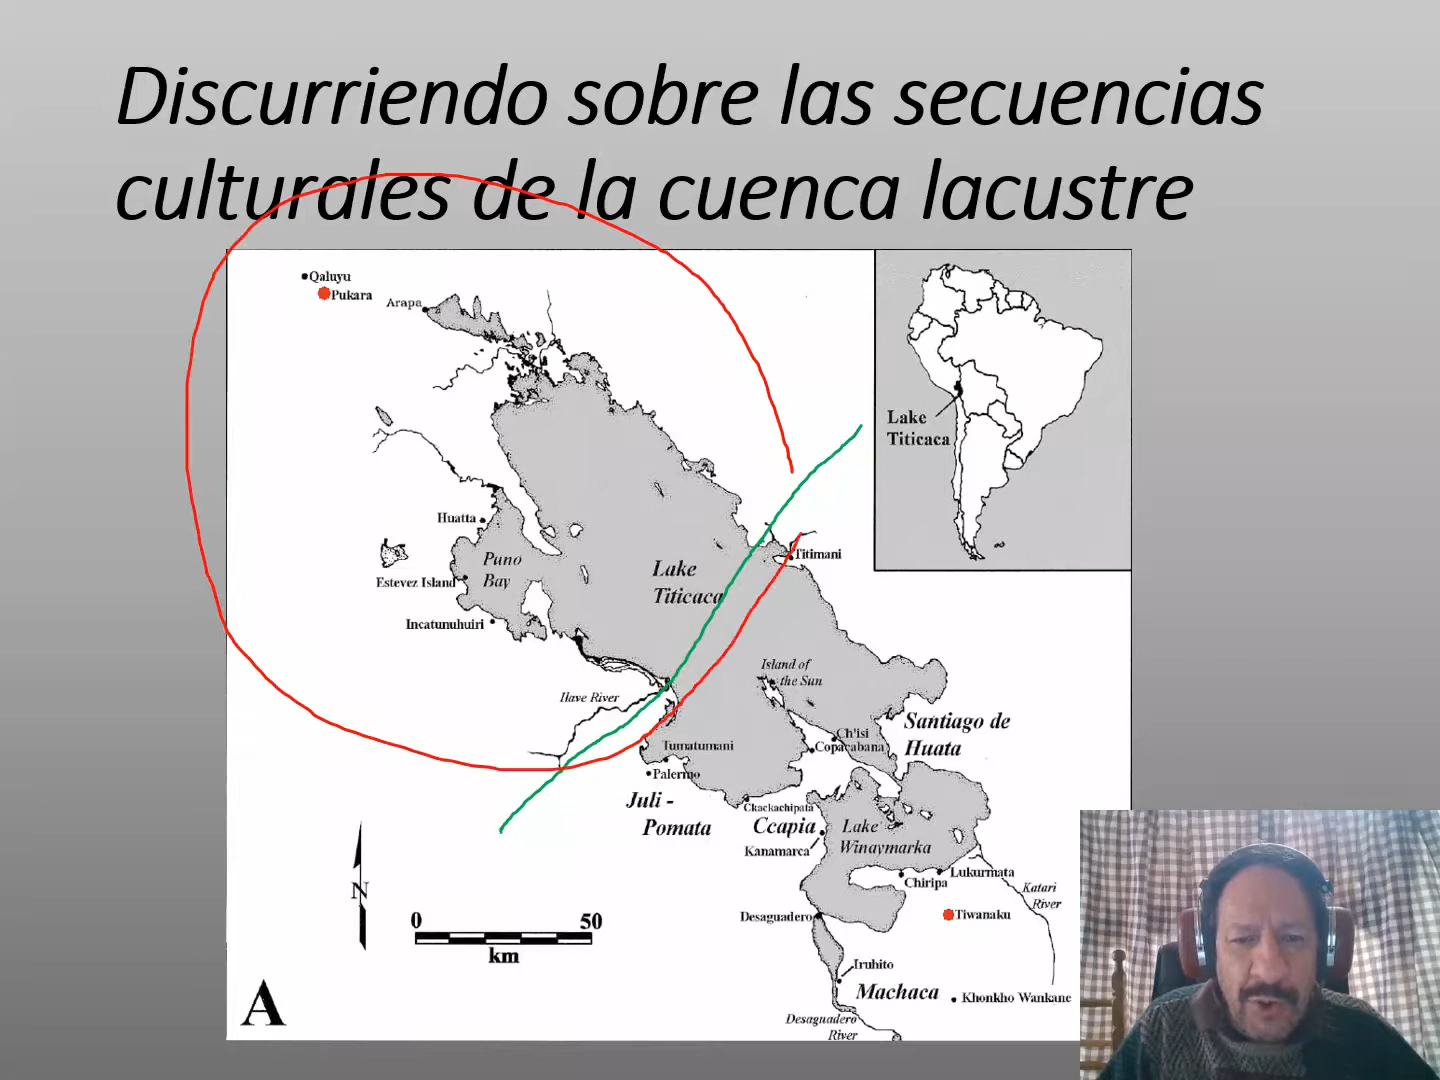 Discurriendo sobre las secuencias
culturales de la cuenca lacustre
Qaluyu
Pukara
Arapa
Lake
Titicaca
Huatta
Puno
Bay
Estevez Island
Incatunuhuiri
Lake
Titicaca
Titimani
Island of
the Sun
Ilave River
Santiago de
Huata
Ch'isi
Copacabana
Tumatumani
Palermo
Juli -
Pomata
Ckackachipata
Ccapia
Kanamarca
Lake
Winaymarka
Lukurmata
Chiripa
Katari
River
Desaguadero
Tiwanaku
N
0 50
km
Iruhito
Machaca
Khonkho Wankane
Desaguadero
River
A